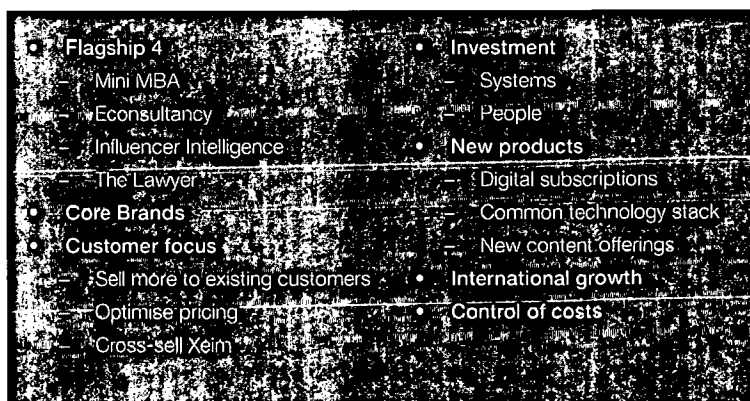 • Flagship 4
– Mini MBA
– Econsultancy
– Influencer Intelligence
– The Lawyer
• Core Brands
• Customer focus
– Sell more to existing customers
– Optimise pricing
– Cross-sell Xeim
• Investment
– Systems
– People
• New products
– Digital subscriptions
– Common technology stack
– New content offerings
• International growth
• Control of costs